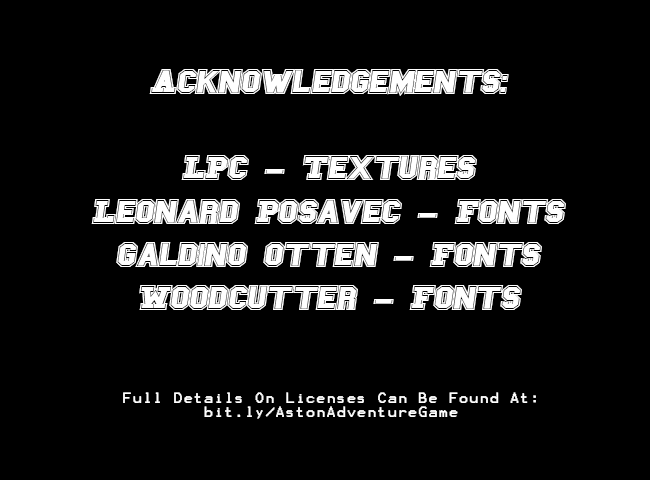 ACKNOWLEDGEMENTS:
LPC - TEXTURES
LEONARD POSAVEC - FONTS
GALDINO OTTEN - FONTS
WOODCUTTER - FONTS
Full Details On Licenses Can Be Found At:
bit.ly/AstonAdventureGame